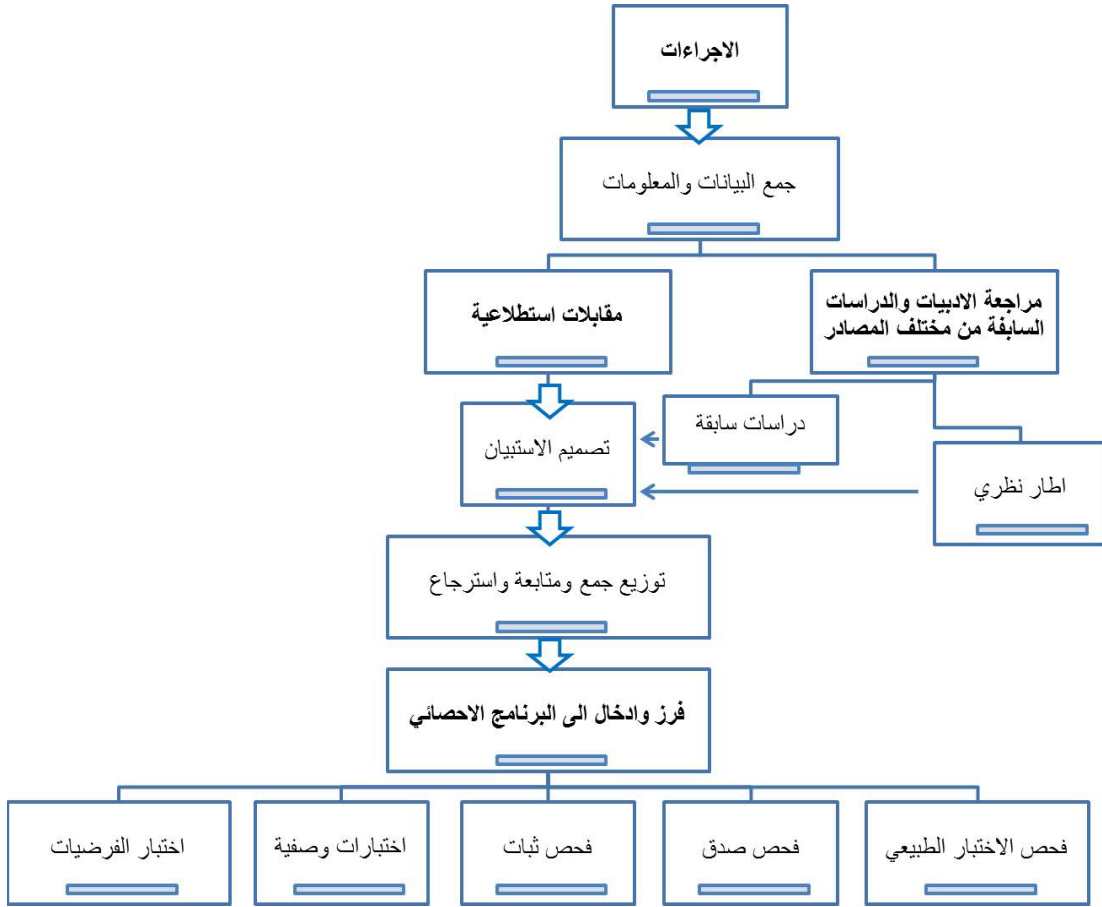 الاجراءات
جمع البيانات والمعلومات
مراجعة الادبيات والدراسات
السابقة من مختلف المصادر
مقابلات استطلاعية
دراسات سابقة
تصميم الاستبيان
اطار نظري
توزيع جمع ومتابعة واسترجاع
فرز وادخال الى البرنامج الاحصائي
فحص الاختبار الطبيعي
فحص صدق
فحص ثبات
اختبارات وصفية
اختبار الفرضيات